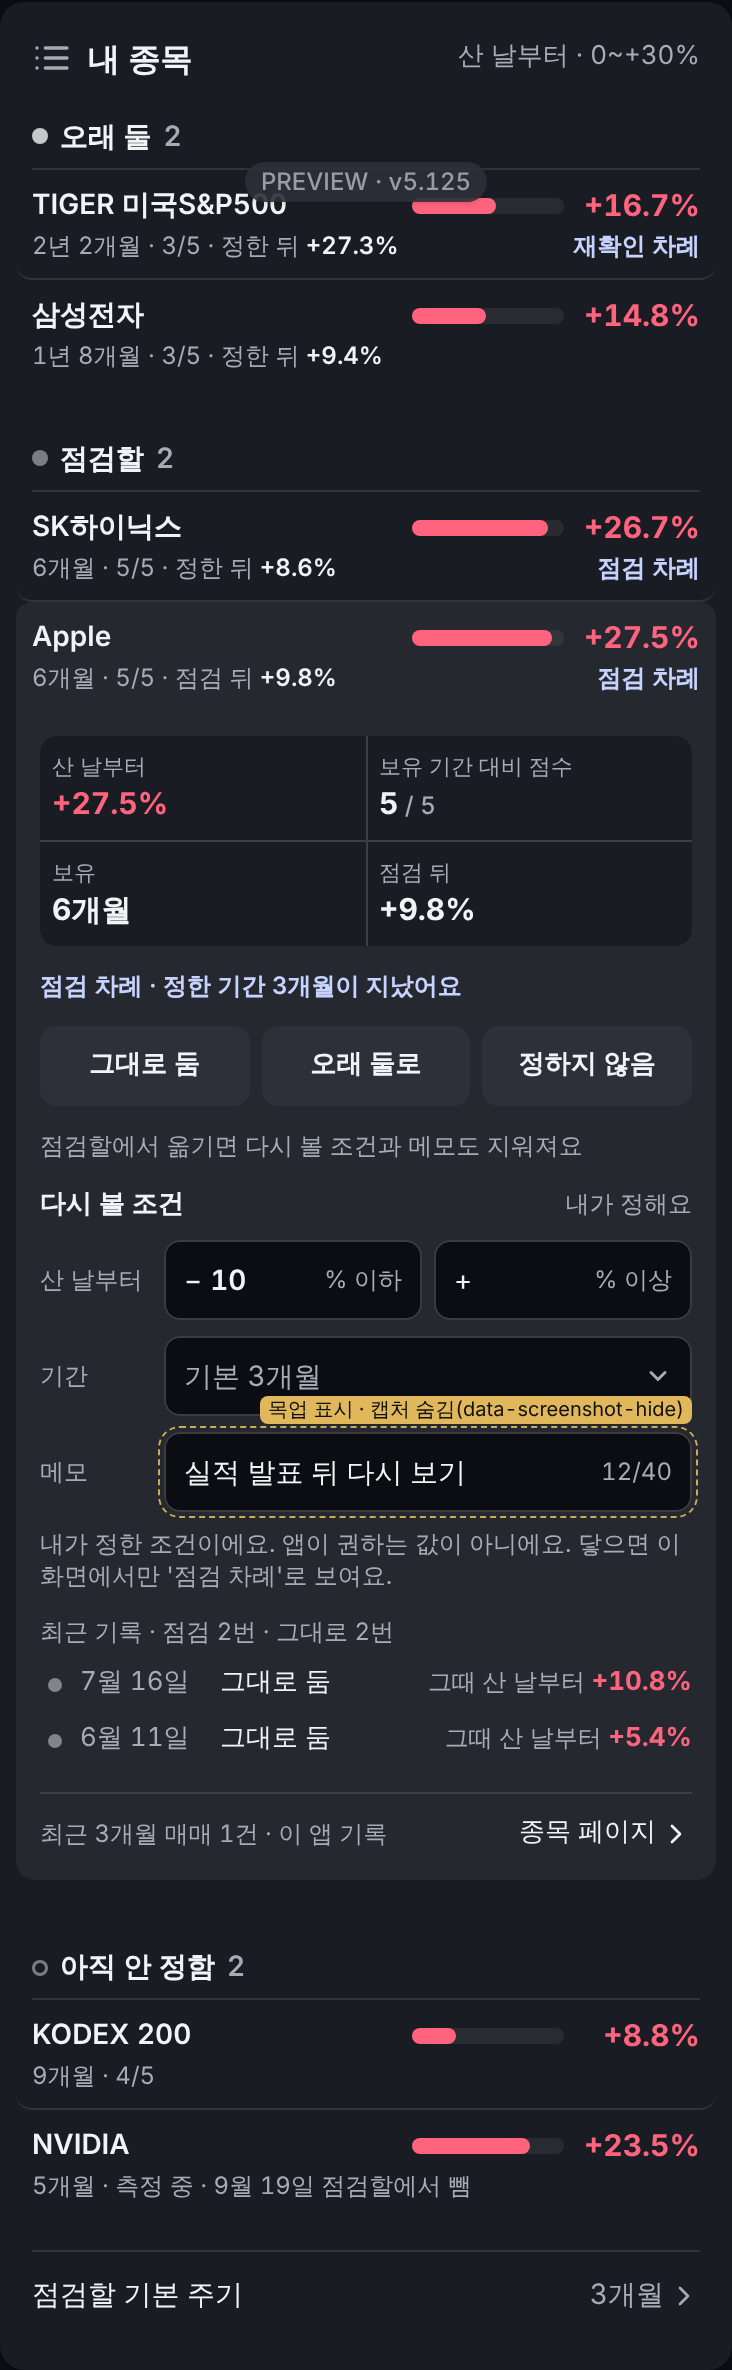 내 종목
산 날부터 · 0~+30%
오래 둘 2
PREVIEW · v5.125
TIGER 미국S&P500 +16.7%
2년 2개월 · 3/5 · 정한 뒤 +27.3% 재확인 차례
삼성전자 +14.8%
1년 8개월 · 3/5 · 정한 뒤 +9.4%
점검할 2
SK하이닉스 +26.7%
6개월 · 5/5 · 정한 뒤 +8.6% 점검 차례
Apple +27.5%
6개월 · 5/5 · 점검 뒤 +9.8% 점검 차례
산 날부터 보유 기간 대비 점수
+27.5% 5 / 5
보유 점검 뒤
6개월 +9.8%
점검 차례 · 정한 기간 3개월이 지났어요
그대로 둠 오래 둘로 정하지 않음
점검할에서 옮기면 다시 볼 조건과 메모도 지워져요
다시 볼 조건 내가 정해요
산 날부터 – 10 % 이하 + % 이상
기간 기본 3개월
목업 표시 · 캡처 숨김(data-screenshot-hide)
메모 실적 발표 뒤 다시 보기 12/40
내가 정한 조건이에요. 앱이 권하는 값이 아니에요. 닿으면 이
화면에서만 '점검 차례'로 보여요.
최근 기록 · 점검 2번 · 그대로 2번
7월 16일 그대로 둠 그때 산 날부터 +10.8%
6월 11일 그대로 둠 그때 산 날부터 +5.4%
최근 3개월 매매 1건 · 이 앱 기록 종목 페이지
아직 안 정함 2
KODEX 200 +8.8%
9개월 · 4/5
NVIDIA +23.5%
5개월 · 측정 중 · 9월 19일 점검할에서 뺌
점검할 기본 주기 3개월